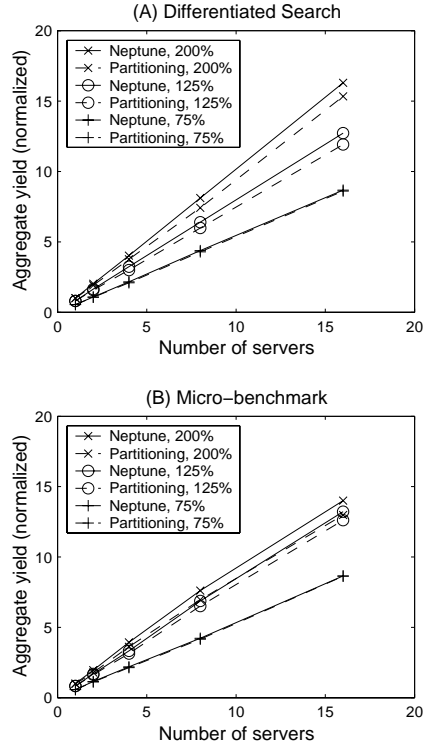 (A) Differentiated Search
20
15
10
5
0
Aggregate yield (normalized)
Neptune, 200%
Partitioning, 200%
Neptune, 125%
Partitioning, 125%
Neptune, 75%
Partitioning, 75%
0 5 10 15 20
Number of servers
(B) Micro−benchmark
20
15
10
5
0
Aggregate yield (normalized)
Neptune, 200%
Partitioning, 200%
Neptune, 125%
Partitioning, 125%
Neptune, 75%
Partitioning, 75%
0 5 10 15 20
Number of servers